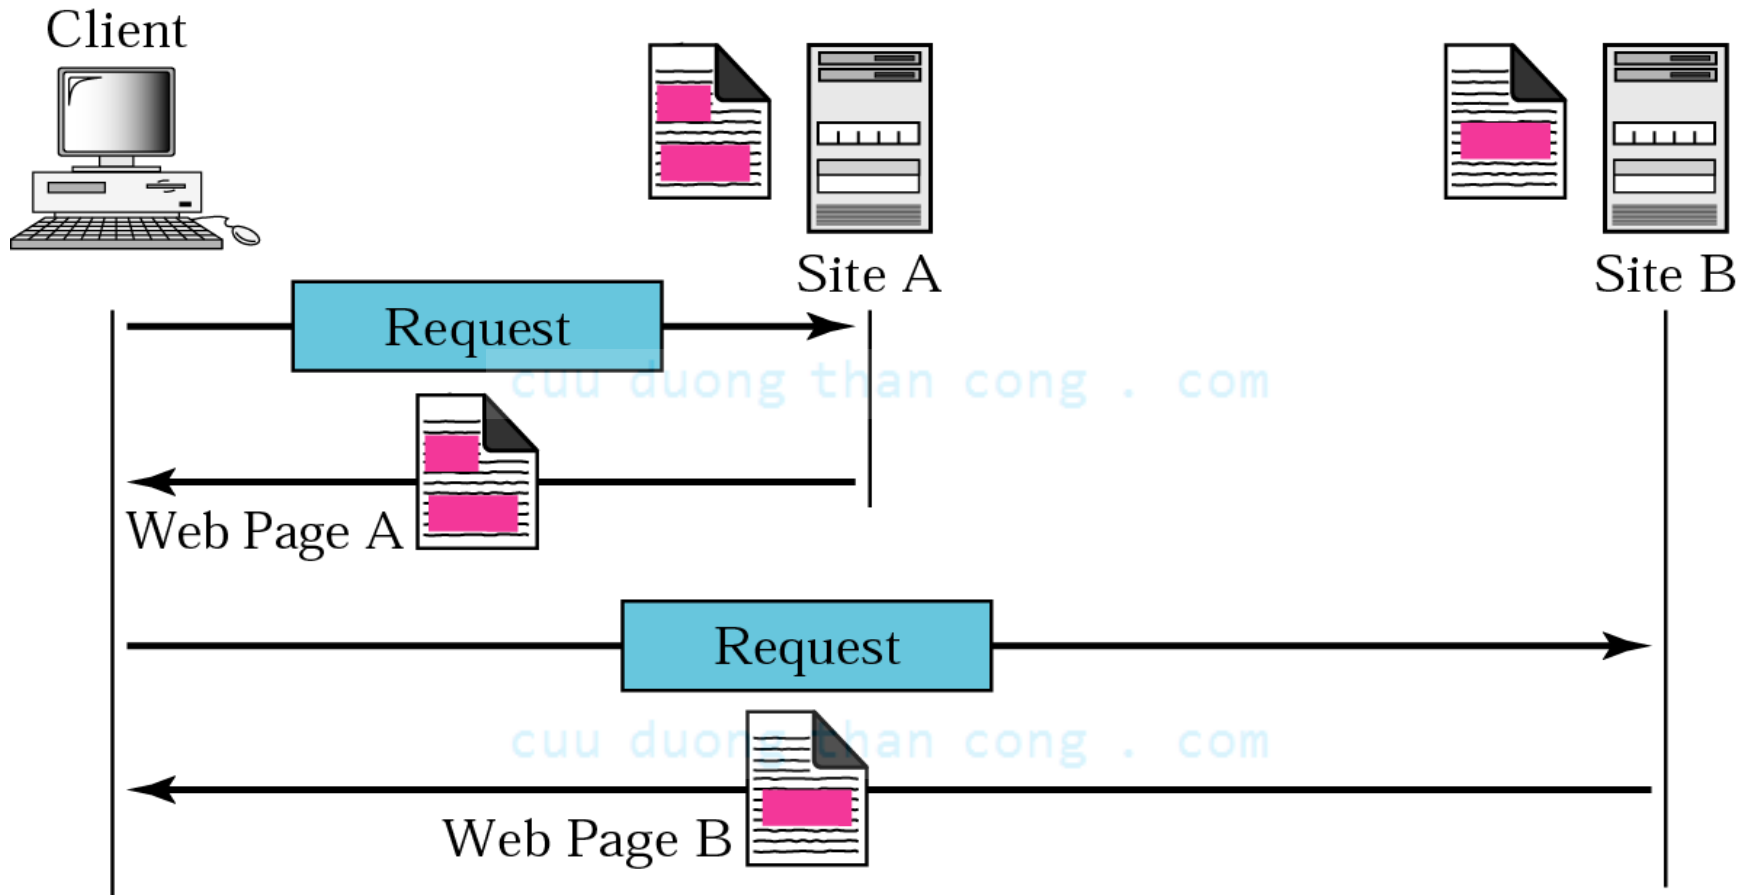 Client
Site A
Site B
Request
cuu duong than cong . com
Web Page A
Request
cuu duong than cong . com
Web Page B